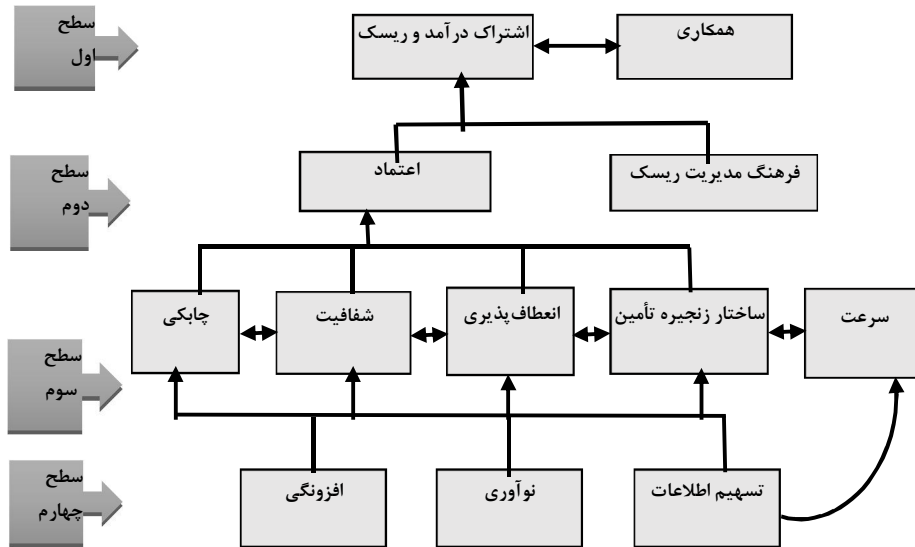 سطح
اول
اشتراک درآمد و ریسک
همکاری
سطح
دوم
اعتماد
فرهنگ مدیریت ریسک
چابکی
شفافیت
انعطاف‌پذیری
ساختار زنجیره تأمین
سرعت
سطح
سوم
سطح
چهارم
افزونگی
نوآوری
تسهیم اطلاعات